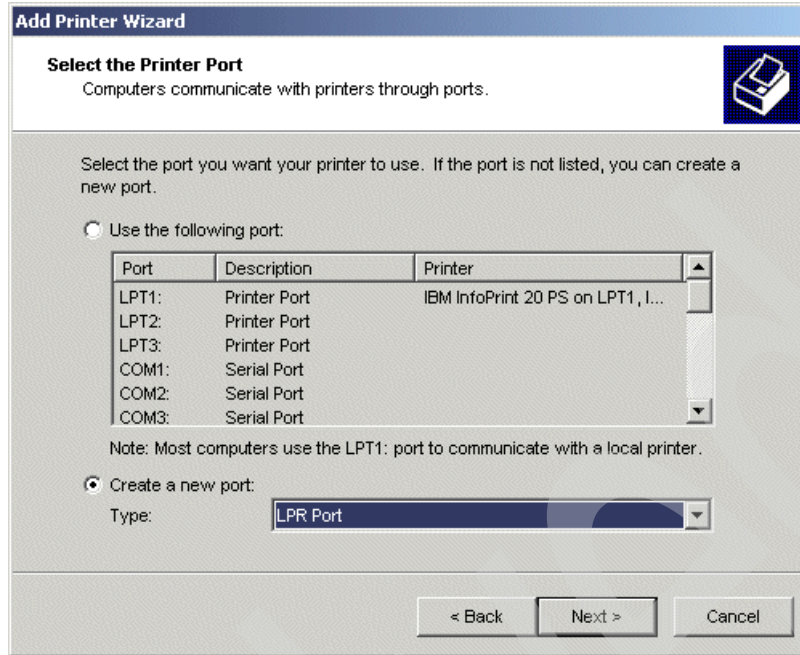 Add Printer Wizard
Select the Printer Port
Computers communicate with printers through ports.
Select the port you want your printer to use. If the port is not listed, you can create a
new port.
Use the following port:
Port Description Printer
LPT1: Printer Port IBM InfoPrint 20 PS on LPT1, I...
LPT2: Printer Port
LPT3: Printer Port
COM1: Serial Port
COM2: Serial Port
COM3: Serial Port
Note: Most computers use the LPT1: port to communicate with a local printer.
Create a new port:
Type: LPR Port
< Back Next > Cancel